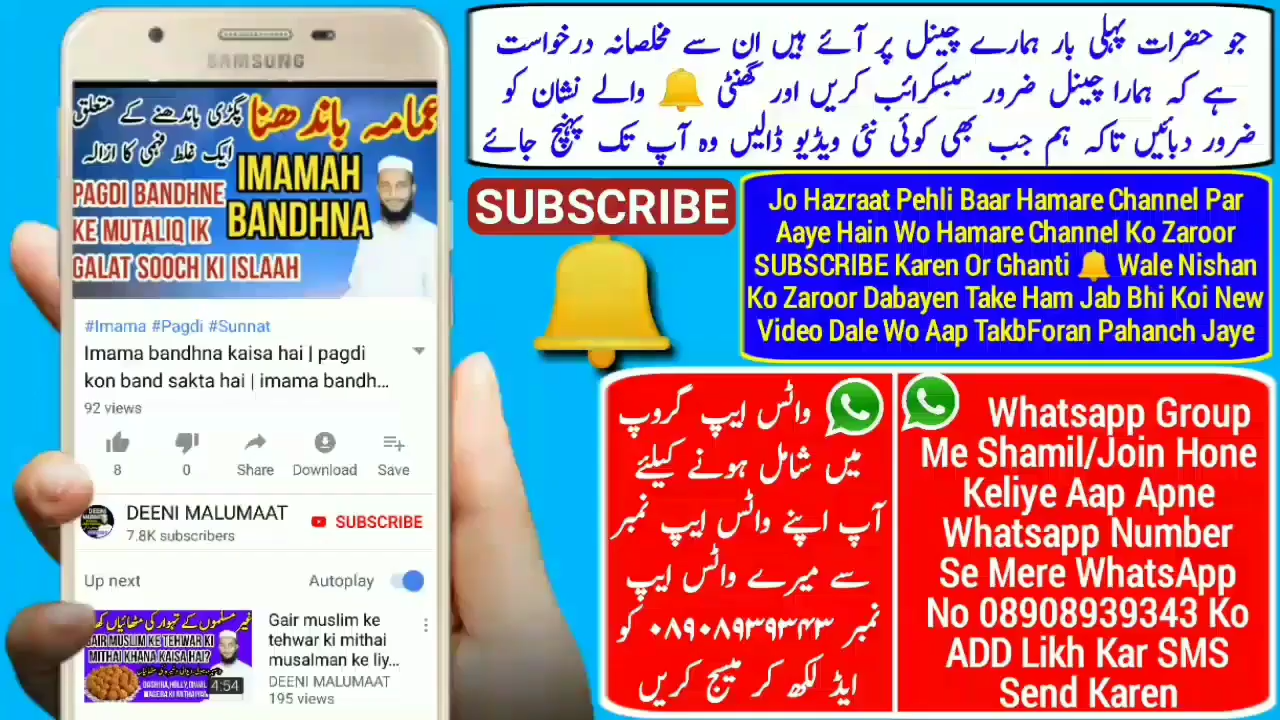 SAMSUNG
عمامہ باندھنا پگڑی باندھنے کے متعلق
ایک غلط فہمی کا ازالہ
IMAMAH
BANDHNA
PAGDI BANDHNE
KE MUTALIQ IK
GALAT SOOCH KI ISLAAH
#Imama #Pagdi #Sunnat
Imama bandhna kaisa hai | pagdi
kon band sakta hai | imama bandh...
92 views
8 0 Share Download Save
DEENI MALUMAAT
7.8K subscribers
SUBSCRIBE
Up next Autoplay
غیر مسلموں کے تہوار کی مٹھائیاں
GAIR MUSLIM KE TEHWAR KI
MITHAI KHANA KAISA HAI?
4:54
Gair muslim ke
tehwar ki mithai
musalman ke liy...
DEENI MALUMAAT
195 views
جو حضرات پہلی بار ہمارے چینل پر آئے ہیں ان سے مخلصانہ درخواست
ہے کہ ہمارا چینل ضرور سبسکرائب کریں اور گھنٹی 🔔 والے نشان کو
ضرور دبائیں تاکہ ہم جب بھی کوئی نئی ویڈیو ڈالیں وہ آپ تک پہنچ جائے
SUBSCRIBE
Jo Hazraat Pehli Baar Hamare Channel Par
Aaye Hain Wo Hamare Channel Ko Zaroor
SUBSCRIBE Karen Or Ghanti 🔔 Wale Nishan
Ko Zaroor Dabayen Take Ham Jab Bhi Koi New
Video Dale Wo Aap TakbForan Pahanch Jaye
واٹس ایپ گروپ
میں شامل ہونے کیلئے
آپ اپنے واٹس ایپ نمبر
سے میرے واٹس ایپ
نمبر ۰۸۹۰۸۹۳۹۳۴۳ کو
ایڈ لکھ کر میسج کریں
Whatsapp Group
Me Shamil/Join Hone
Keliye Aap Apne
Whatsapp Number
Se Mere WhatsApp
No 08908939343 Ko
ADD Likh Kar SMS
Send Karen